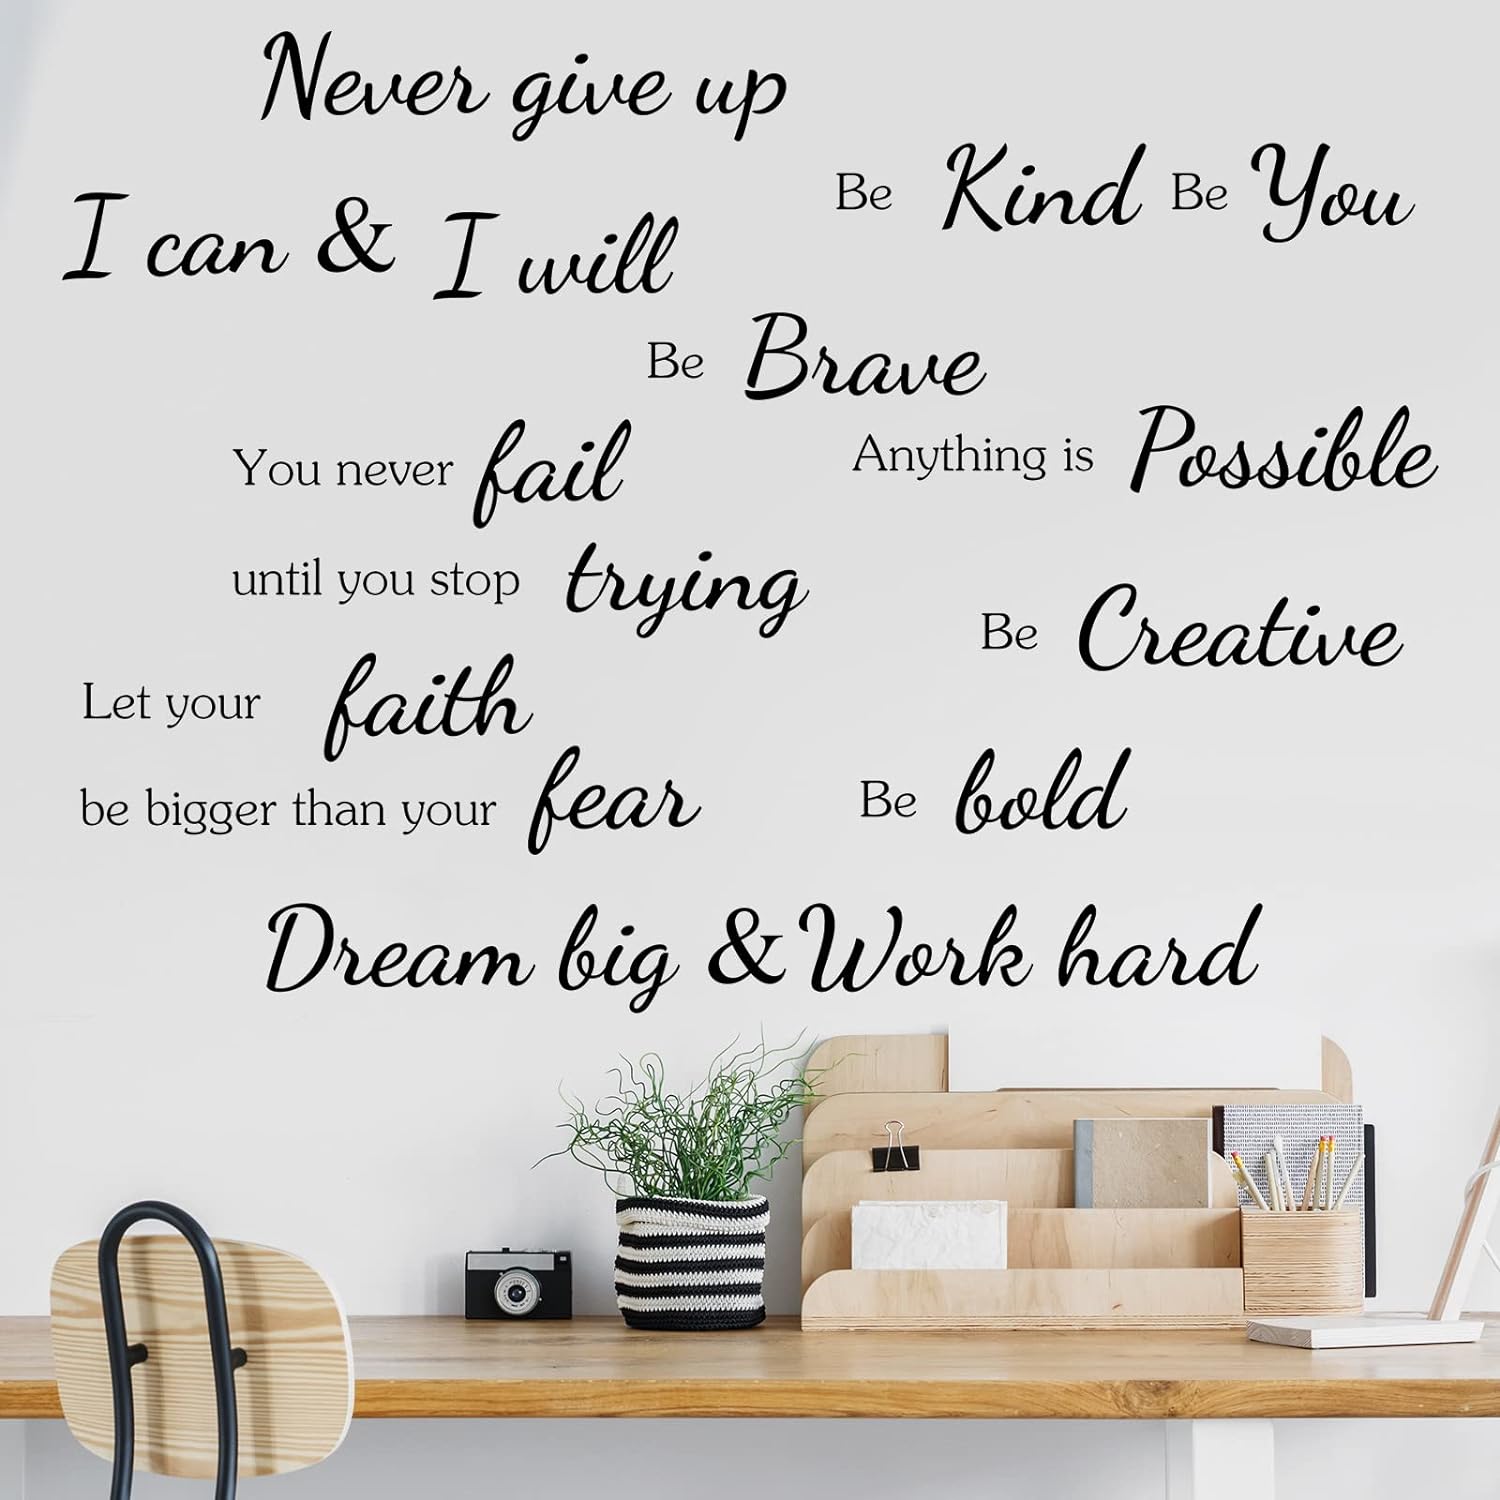 Never give up
Be Kind Be You
I can & I will
Be Brave
You never fail
until you stop trying
Anything is Possible
Be Creative
Let your faith
be bigger than your fear
Be bold
Dream big & Work hard